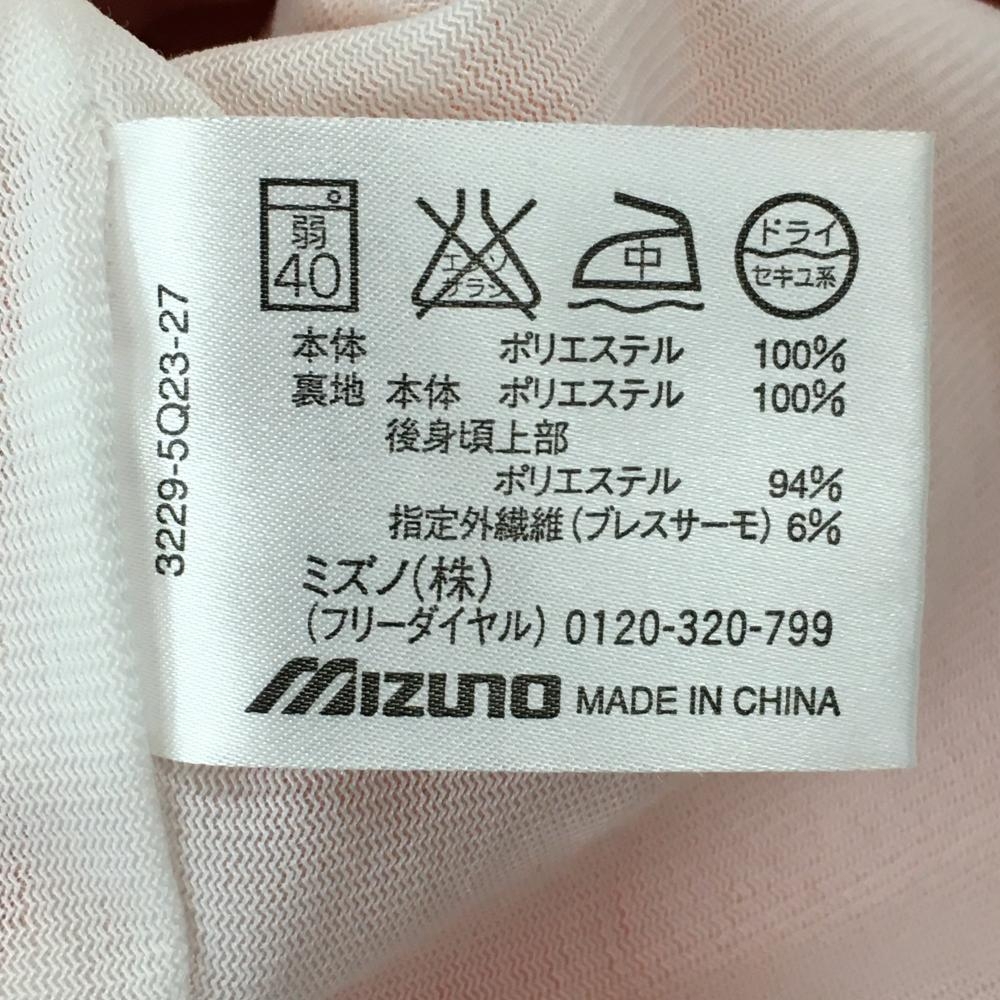 弱
40
エンソ
サラシ
中
ドライ
セキユ系
本体 ポリエステル 100%
裏地 本体 ポリエステル 100%
後身頃上部
ポリエステル 94%
指定外繊維(ブレスサーモ) 6%
ミズノ(株)
(フリーダイヤル) 0120-320-799
MIZUNO MADE IN CHINA
3229-5Q23-27